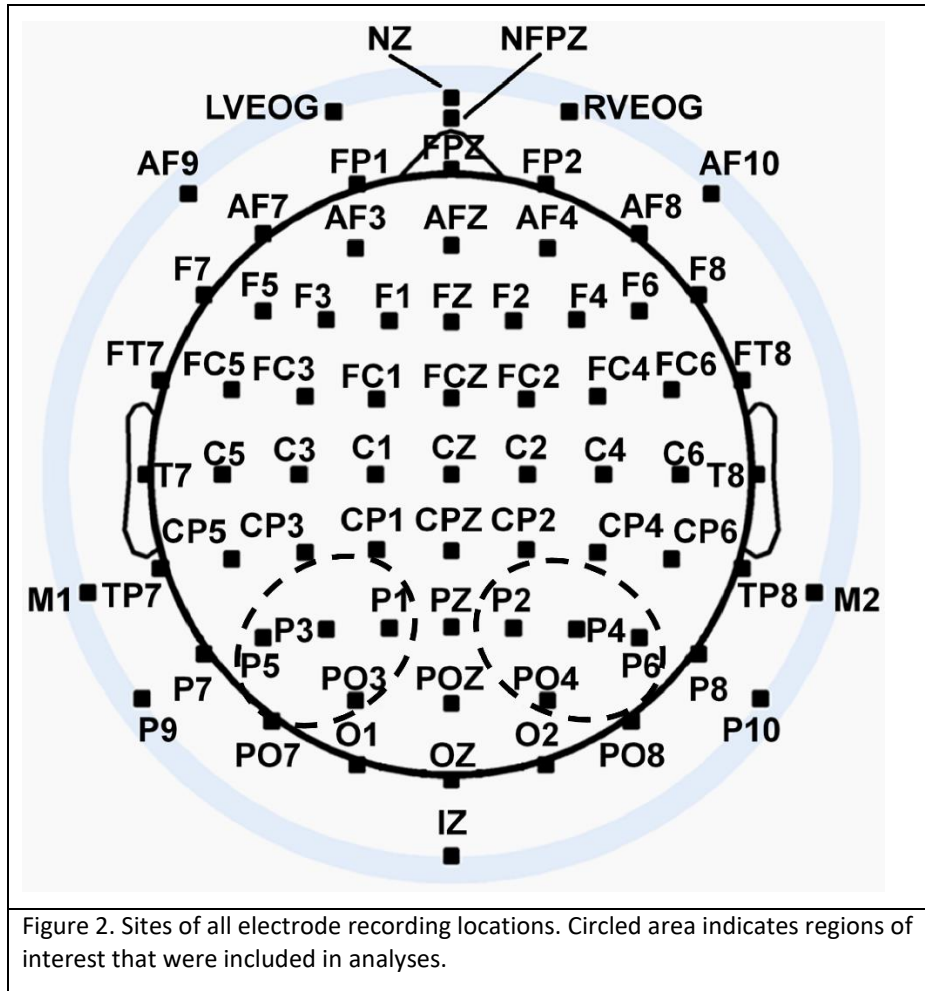 NZ NFPZ
LVEOG RVEOG
FPZ
FP1 FP2
AF9 AF10
AF7 AF3 AFZ AF4 AF8
F7 F5 F3 F1 FZ F2 F4 F6 F8
FT7 FC5 FC3 FC1 FCZ FC2 FC4 FC6 FT8
T7 C5 C3 C1 CZ C2 C4 C6 T8
CP5 CP3 CP1 CPZ CP2 CP4 CP6
M1 TP7 P1 PZ P2 TP8 M2
P3 P4
P7 P5 P6 P8
PO3 POZ PO4
P9 P10
PO7 O1 OZ O2 PO8
IZ
Figure 2. Sites of all electrode recording locations. Circled area indicates regions of
interest that were included in analyses.